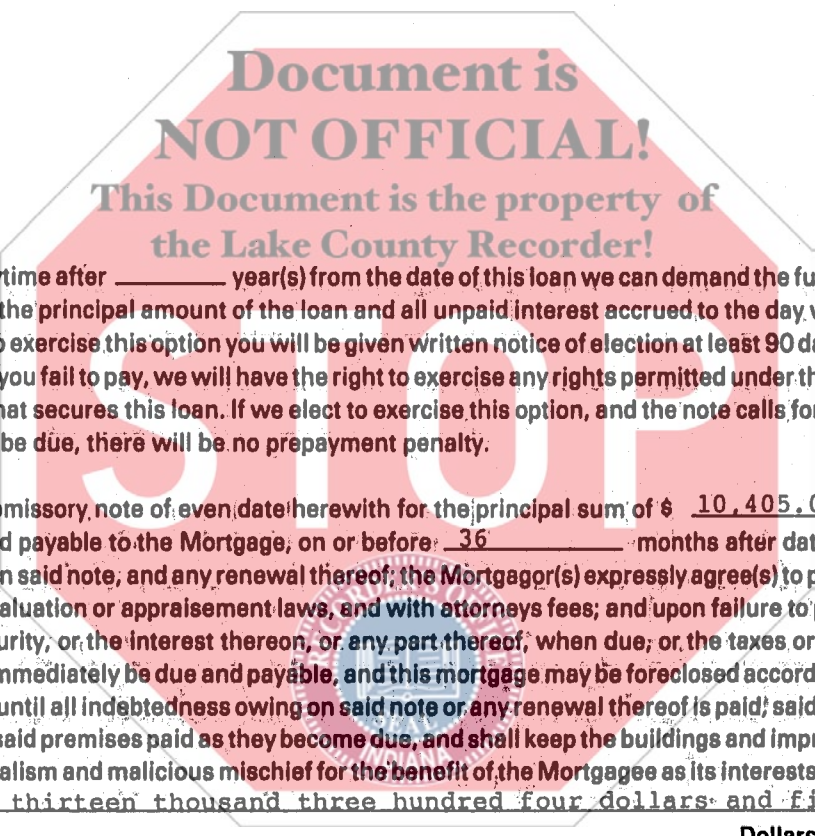 Document is
NOT OFFICIAL!
This Document is the property of
the Lake County Recorder!
time after ________ year(s) from the date of this loan we can demand the fu
the principal amount of the loan and all unpaid interest accrued to the day
exercise this option you will be given written notice of election at least 90 da
you fail to pay, we will have the right to exercise any rights permitted under th
hat secures this loan. If we elect to exercise this option, and the note calls for
be due, there will be no prepayment penalty.
STOP
omissory note of even date herewith for the principal sum of $ 10,405.0
d payable to the Mortgage, on or before 36 months after dat
n said note, and any renewal thereof; the Mortgagor(s) expressly agree(s) to p
aluation or appraisement laws, and with attorneys fees; and upon failure to
urity, or the interest thereon, or any part thereof, when due, or the taxes or
mmediately be due and payable, and this mortgage may be foreclosed accord
until all indebtedness owing on said note or any renewal thereof is paid, said
said premises paid as they become due, and shall keep the buildings and impr
alism and malicious mischief for the benefit of the Mortgagee as its interests
thirteen thousand three hundred four dollars and fi
Dollars
RECORDER'S OFFICE
INDIANA